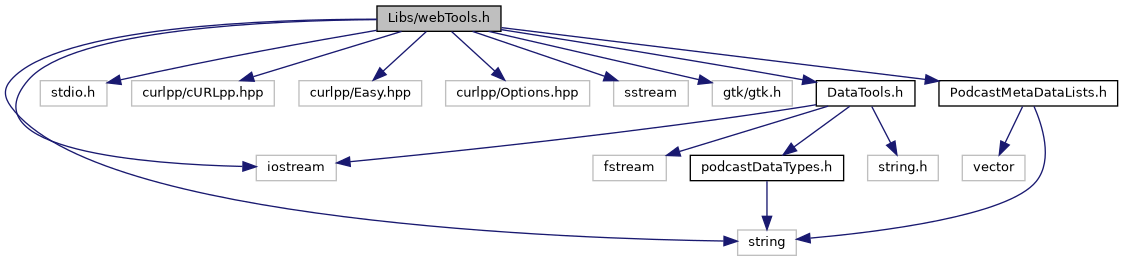 Libs/webTools.h
stdio.h
curlpp/cURLpp.hpp
curlpp/Easy.hpp
curlpp/Options.hpp
sstream
gtk/gtk.h
DataTools.h
PodcastMetaDataLists.h
iostream
fstream
podcastDataTypes.h
string.h
vector
string